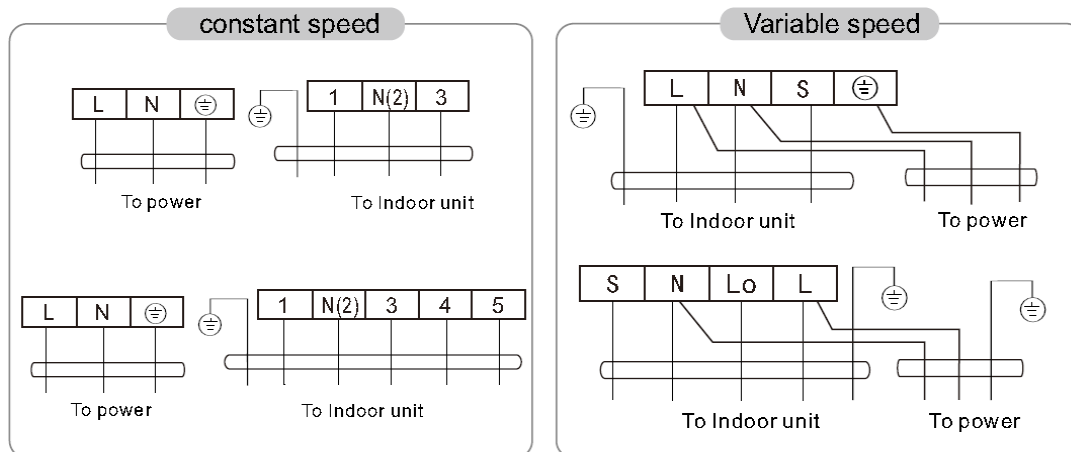 constant speed
L N 1 N(2) 3
To power To Indoor unit
L N 1 N(2) 3 4 5
To power To Indoor unit
Variable speed
L N S
To Indoor unit To power
S N Lo L
To Indoor unit To power